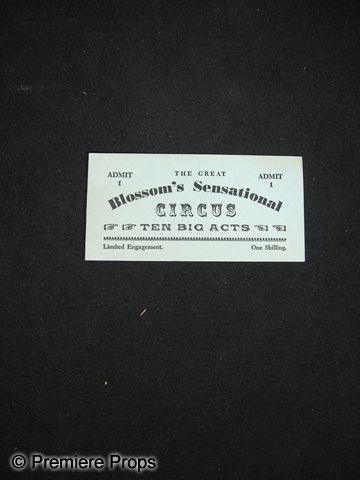 ADMIT THE GREAT ADMIT
1 1
Blossom's Sensational
CIRCUS
TEN BIG ACTS
Limited Engagement. One Shilling.
© Premiere Props